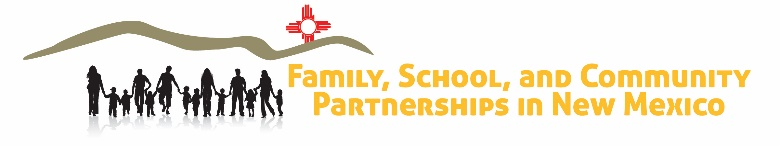 Family, School, and Community
Partnerships in New Mexico